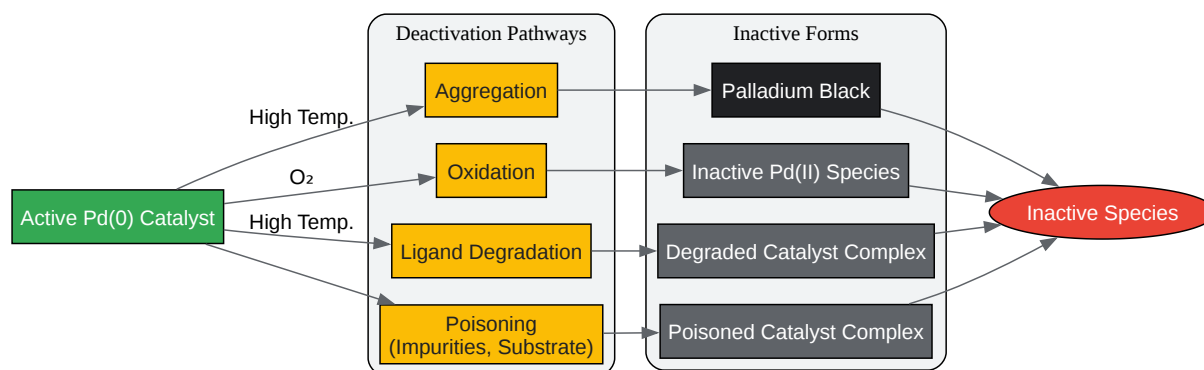 Deactivation Pathways
Inactive Forms
Aggregation
Palladium Black
High Temp.
O₂
Oxidation
Inactive Pd(II) Species
Active Pd(0) Catalyst
Inactive Species
High Temp.
Ligand Degradation
Degraded Catalyst Complex
Poisoning
(Impurities, Substrate)
Poisoned Catalyst Complex